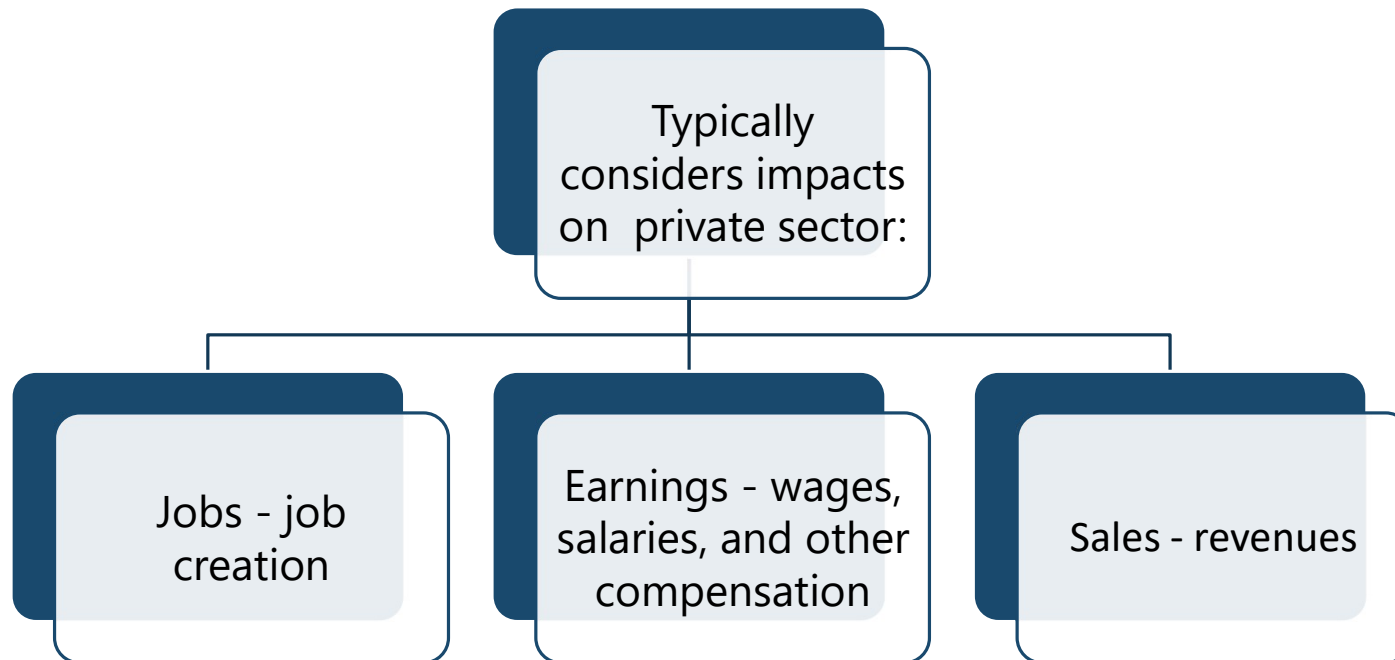 Typically
considers impacts
on  private sector:
Jobs - job
creation
Earnings - wages,
salaries, and other
compensation
Sales - revenues